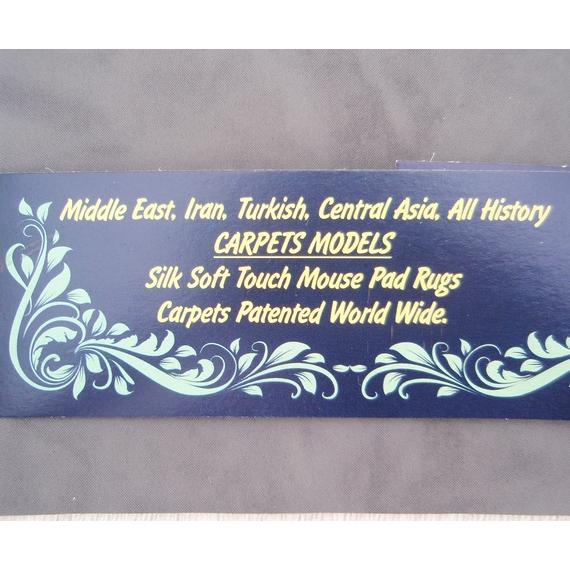 Middle East, Iran, Turkish, Central Asia, All History
CARPETS MODELS
Silk Soft Touch Mouse Pad Rugs
Carpets Patented World Wide.